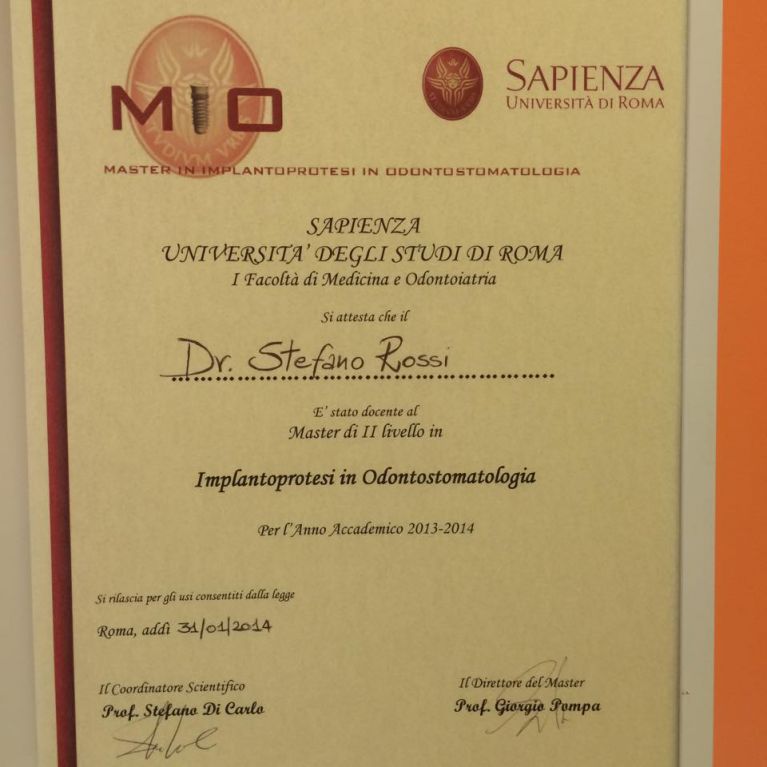 MIO
SAPIENZA
UNIVERSITÀ DI ROMA
MASTER IN IMPLANTOPROTESI IN ODONTOSTOMATOLOGIA
SAPIENZA
UNIVERSITA' DEGLI STUDI DI ROMA
I Facoltà di Medicina e Odontoiatria
Si attesta che il
Dr. Stefano Rossi
E' stato docente al
Master di II livello in
Implantoprotesi in Odontostomatologia
Per l'Anno Accademico 2013-2014
Si rilascia per gli usi consentiti dalla legge
Roma, addì 31/01/2014
Il Coordinatore Scientifico
Prof. Stefano Di Carlo
Il Direttore del Master
Prof. Giorgio Pompa